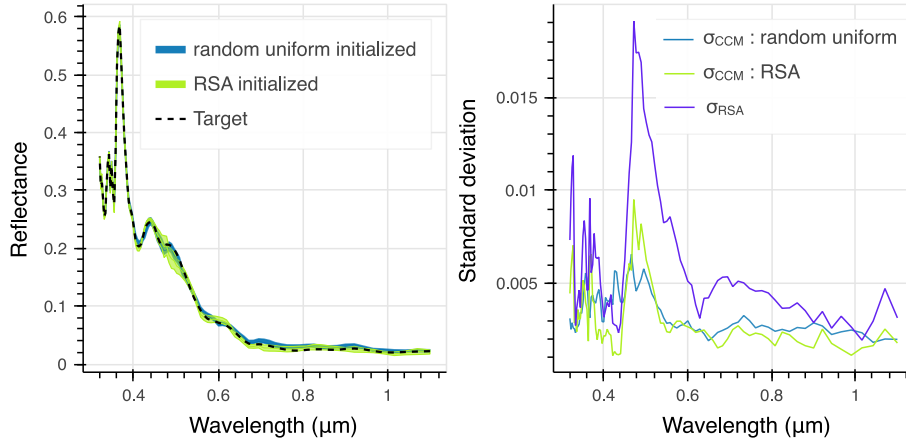 0.6
0.5
0.4
0.3
0.2
0.1
0
Reflectance
random uniform initialized
RSA initialized
Target
0.4
0.6
0.8
1
Wavelength (µm)
0.015
0.01
0.005
Standard deviation
σCCM : random uniform
σCCM : RSA
σRSA
0.4
0.6
0.8
1
Wavelength (µm)